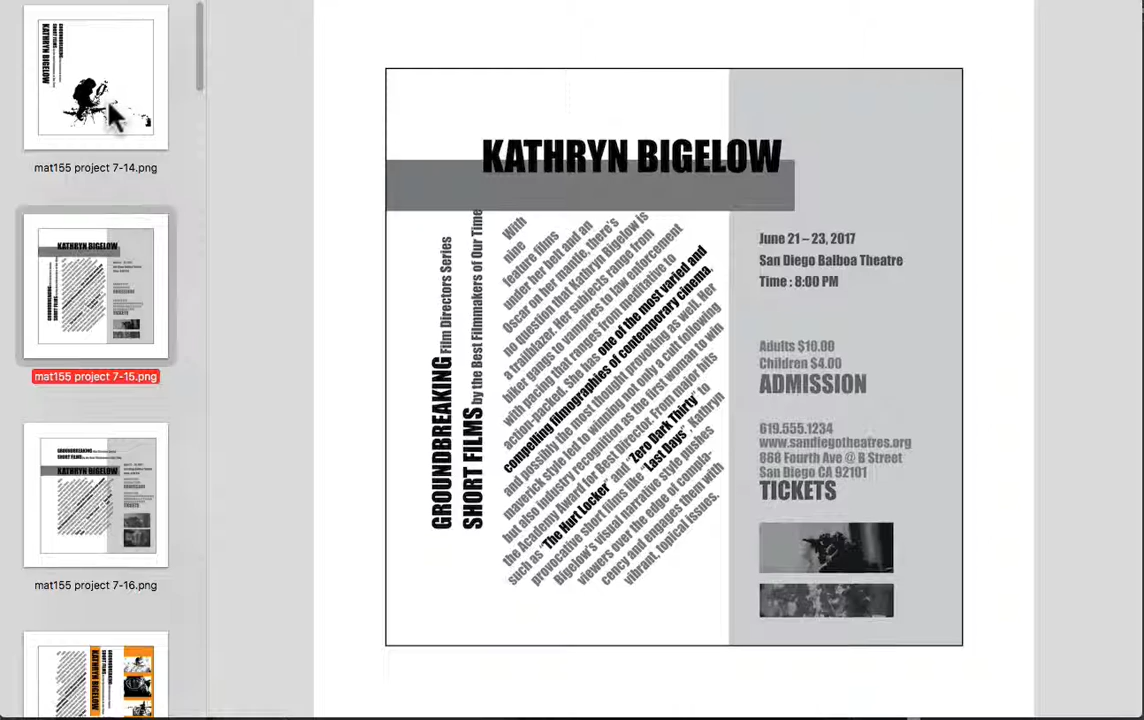 mat155 project 7-14.png
mat155 project 7-15.png
mat155 project 7-16.png
KATHRYN BIGELOW
GROUNDBREAKING Film Directors Series
SHORT FILMS by the Best Filmmakers of Our Time
With
nine
feature films
under her belt and an
Oscar on her mantle, there's
no question that Kathryn Bigelow is
a trailblazer. Her subjects range from
biker gangs to vampires to law enforcement
with pacing that ranges from meditative to
action-packed. She has one of the most varied and
compelling filmographies of contemporary cinema,
and possibly the most thought provoking as well. Her
maverick style led to winning not only a cult following
but also industry recognition as the first woman to win
the Academy Award for Best Director. From major hits
such as "The Hurt Locker" and "Zero Dark Thirty" to
provocative short films like "Last Days", Kathryn
Bigelow's visual narrative style pushes
viewers over the edge of compla-
cency and engages them with
vibrant, topical issues.
June 21 – 23, 2017
San Diego Balboa Theatre
Time : 8:00 PM
Adults $10.00
Children $4.00
ADMISSION
619.555.1234
www.sandiegotheatres.org
868 Fourth Ave @ B Street
San Diego CA 92101
TICKETS